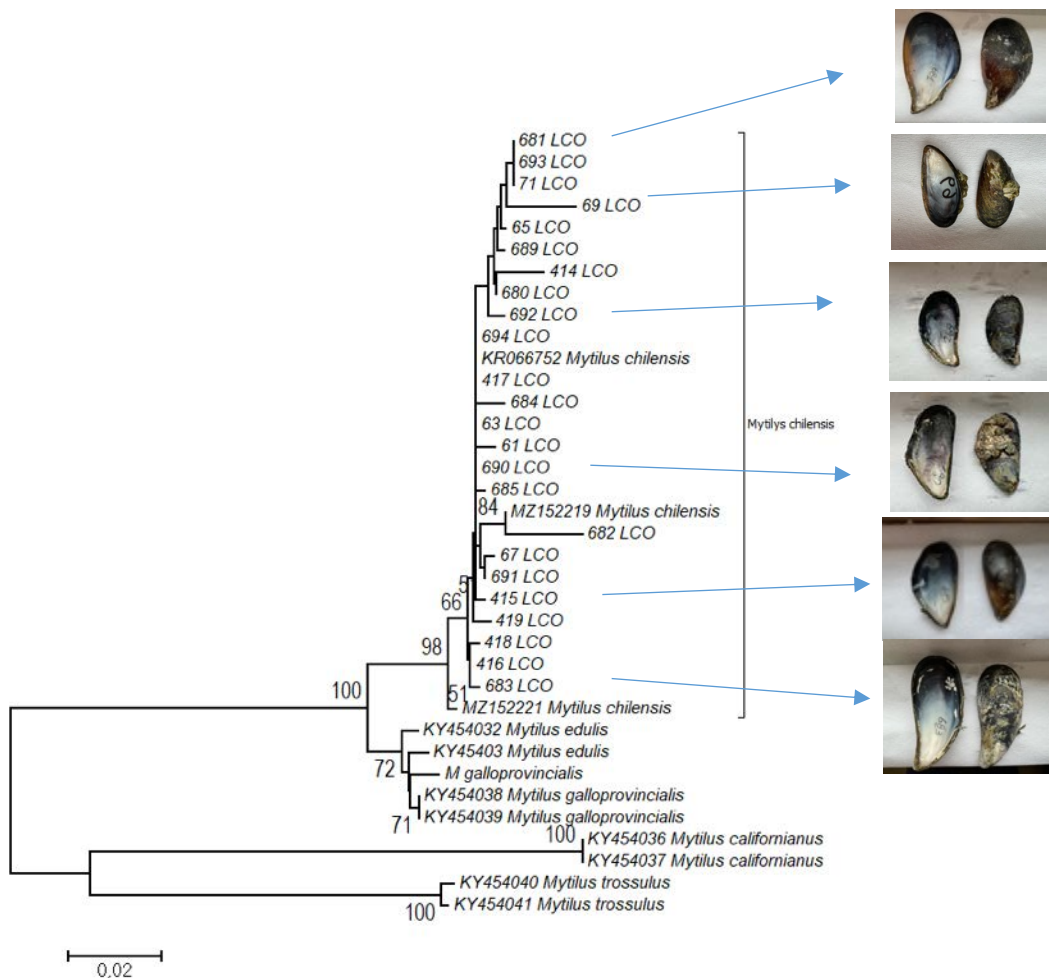 681 LCO
693 LCO
71 LCO
69 LCO
65 LCO
689 LCO
414 LCO
680 LCO
692 LCO
694 LCO
KR066752 Mytilus chilensis
417 LCO
684 LCO
63 LCO
61 LCO
690 LCO
685 LCO
84
MZ152219 Mytilus chilensis
682 LCO
67 LCO
691 LCO
5
415 LCO
66
419 LCO
418 LCO
98
416 LCO
683 LCO
100
51
MZ152221 Mytilus chilensis
Mytilys chilensis
KY454032 Mytilus edulis
KY45403 Mytilus edulis
72
M galloprovincialis
KY454038 Mytilus galloprovincialis
KY454039 Mytilus galloprovincialis
71
100
KY454036 Mytilus californianus
KY454037 Mytilus californianus
KY454040 Mytilus trossulus
KY454041 Mytilus trossulus
100
0,02
69
683